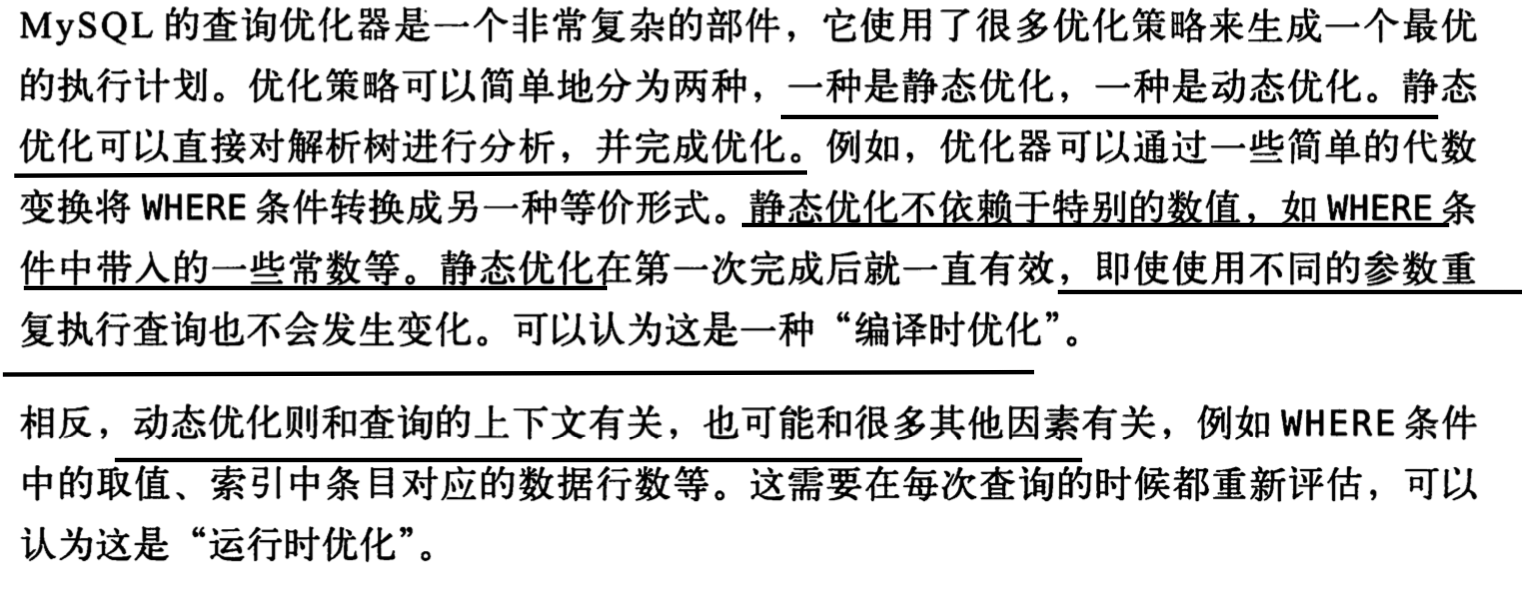 MySQL 的查询优化器是一个非常复杂的部件，它使用了很多优化策略来生成一个最优
的执行计划。优化策略可以简单地分为两种，一种是静态优化，一种是动态优化。静态
优化可以直接对解析树进行分析，并完成优化。例如，优化器可以通过一些简单的代数
变换将 WHERE 条件转换成另一种等价形式。静态优化不依赖于特别的数值，如 WHERE 条
件中带入的一些常数等。静态优化在第一次完成后就一直有效，即使使用不同的参数重
复执行查询也不会发生变化。可以认为这是一种“编译时优化”。
相反，动态优化则和查询的上下文有关，也可能和很多其他因素有关，例如 WHERE 条件
中的取值、索引中条目对应的数据行数等。这需要在每次查询的时候都重新评估，可以
认为这是“运行时优化”。